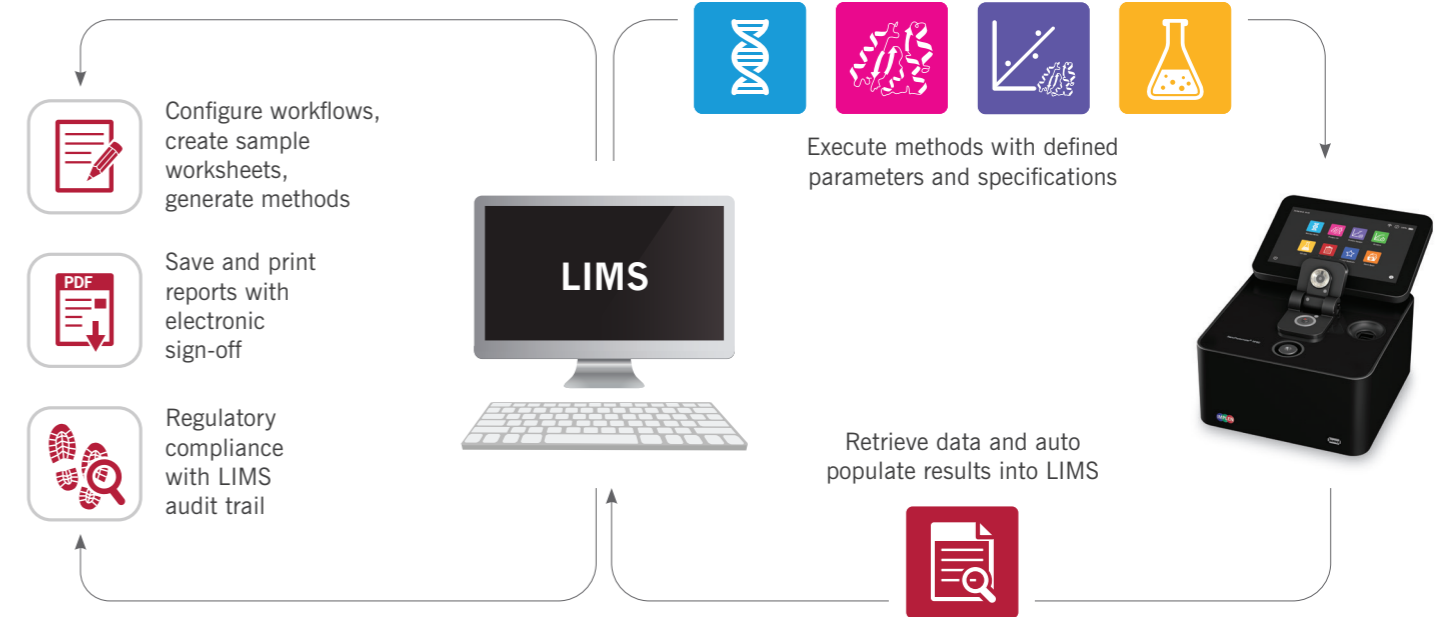 Configure workflows,
create sample
worksheets,
generate methods
PDF
Save and print
reports with
electronic
sign-off
Regulatory
compliance
with LIMS
audit trail
LIMS
Execute methods with defined
parameters and specifications
Retrieve data and auto
populate results into LIMS